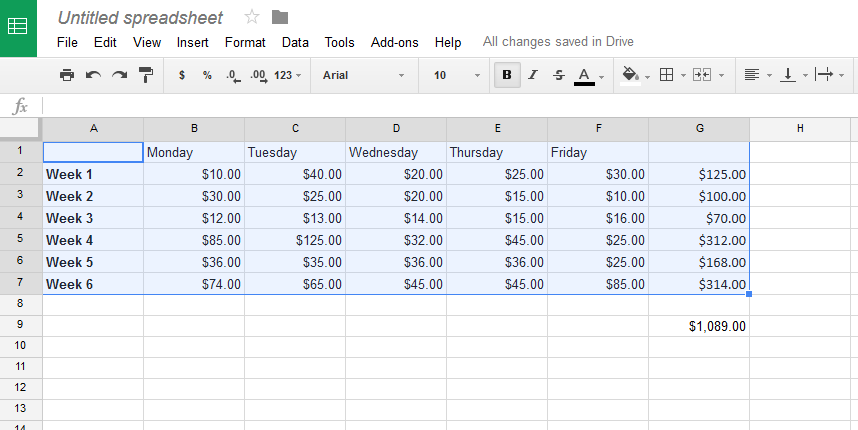 Untitled spreadsheet
File Edit View Insert Format Data Tools Add-ons Help All changes saved in Drive
$ % .0 .00 123 Arial 10 B I S A
fx
A B C D E F G H
1 Monday Tuesday Wednesday Thursday Friday
2 Week 1 $10.00 $40.00 $20.00 $25.00 $30.00 $125.00
3 Week 2 $30.00 $25.00 $20.00 $15.00 $10.00 $100.00
4 Week 3 $12.00 $13.00 $14.00 $15.00 $16.00 $70.00
5 Week 4 $85.00 $125.00 $32.00 $45.00 $25.00 $312.00
6 Week 5 $36.00 $35.00 $36.00 $36.00 $25.00 $168.00
7 Week 6 $74.00 $65.00 $45.00 $45.00 $85.00 $314.00
8
9 $1,089.00
10
11
12
13
14